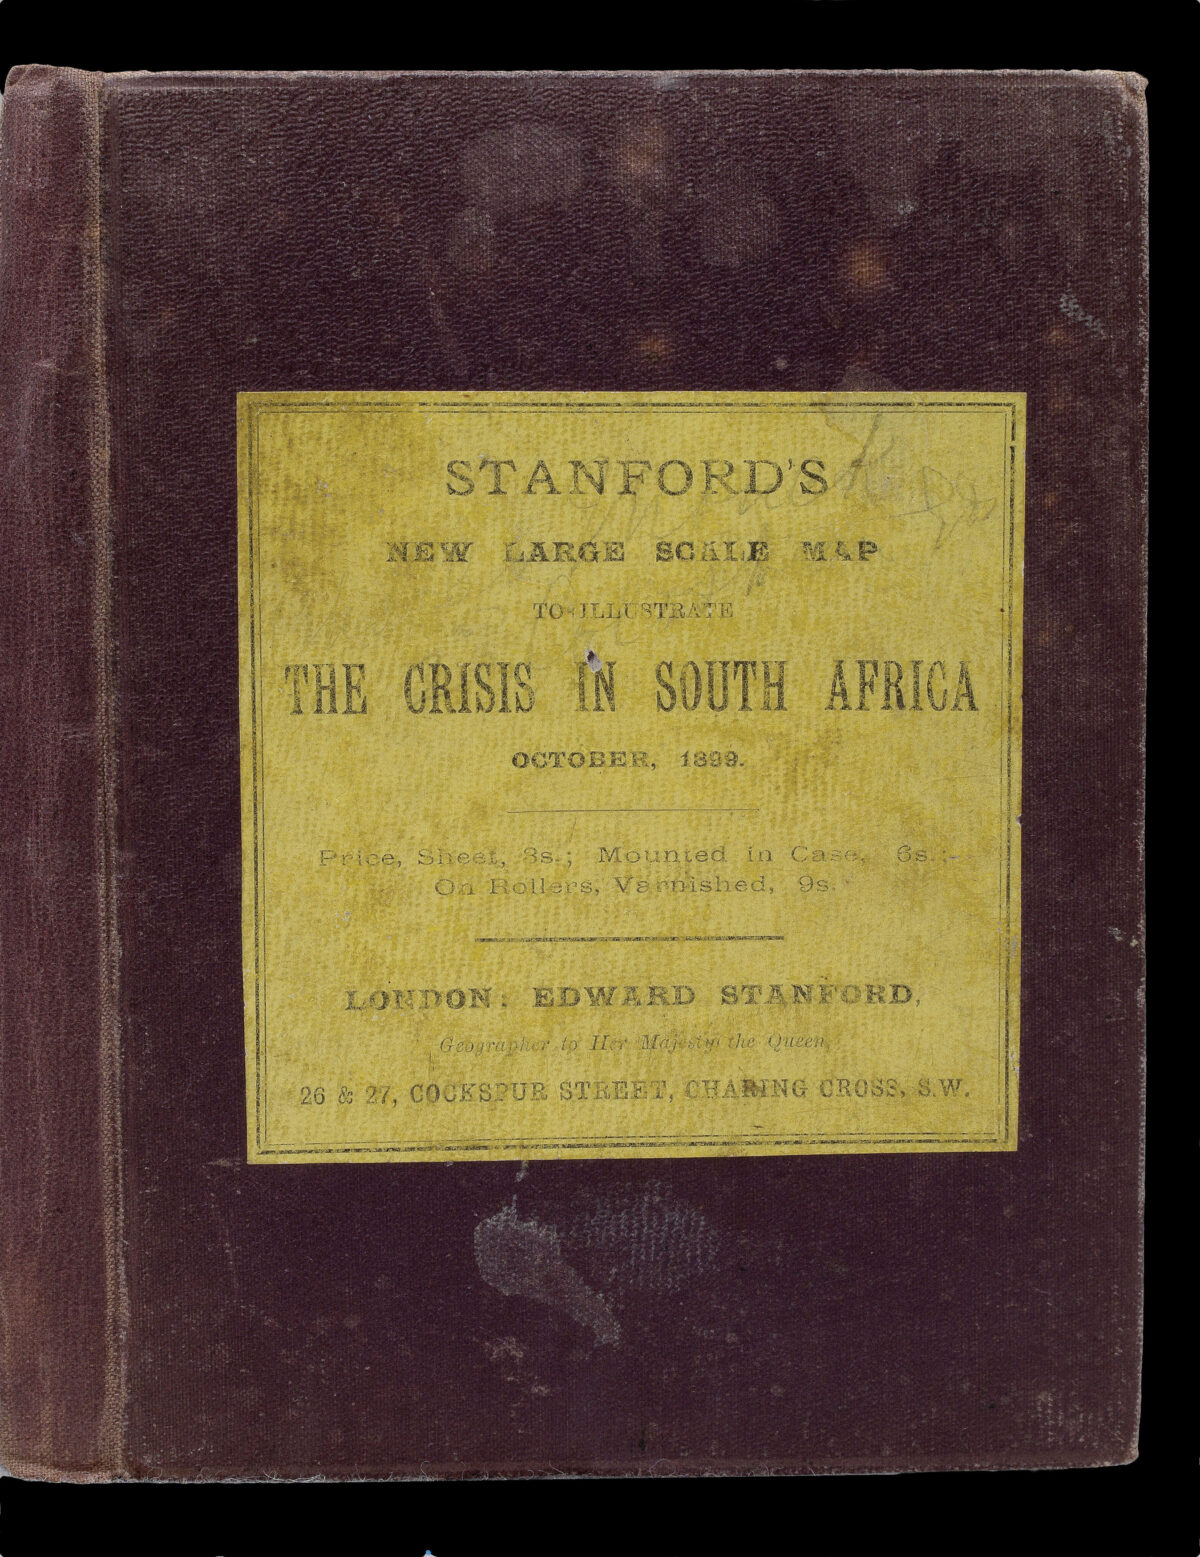 STANFORD'S
NEW LARGE SCALE MAP
TO ILLUSTRATE
THE CRISIS IN SOUTH AFRICA
OCTOBER, 1899.
Price, Sheet, 8s.; Mounted in Case, 6s.;
On Rollers, Varnished, 9s.
LONDON: EDWARD STANFORD,
Geographer to Her Majesty the Queen,
26 & 27, COCKSPUR STREET, CHARING CROSS, S.W.